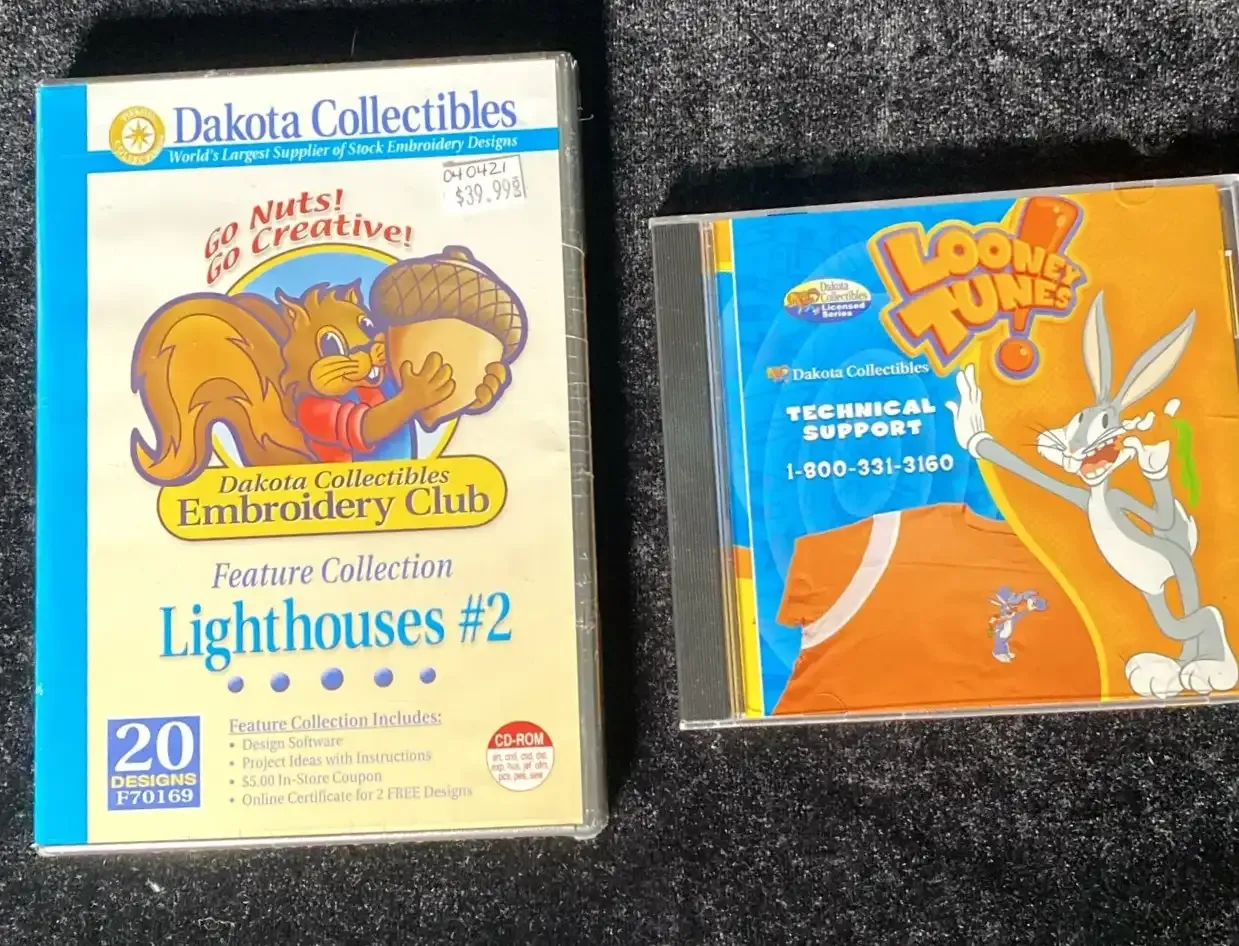 Dakota Collectibles
World's Largest Supplier of Stock Embroidery Designs
040421
$39.99
GO Nuts!
GO Creative!
Dakota Collectibles
Embroidery Club
Feature Collection
Lighthouses #2
20
DESIGNS
F70169
Feature Collection Includes:
• Design Software
• Project Ideas with Instructions
• $5.00 In-Store Coupon
• Online Certificate for 2 FREE Designs
CD-ROM
LOONEY
TUNES
Dakota
Collectibles
Licensed
Series
Dakota Collectibles
TECHNICAL
SUPPORT
1-800-331-3160